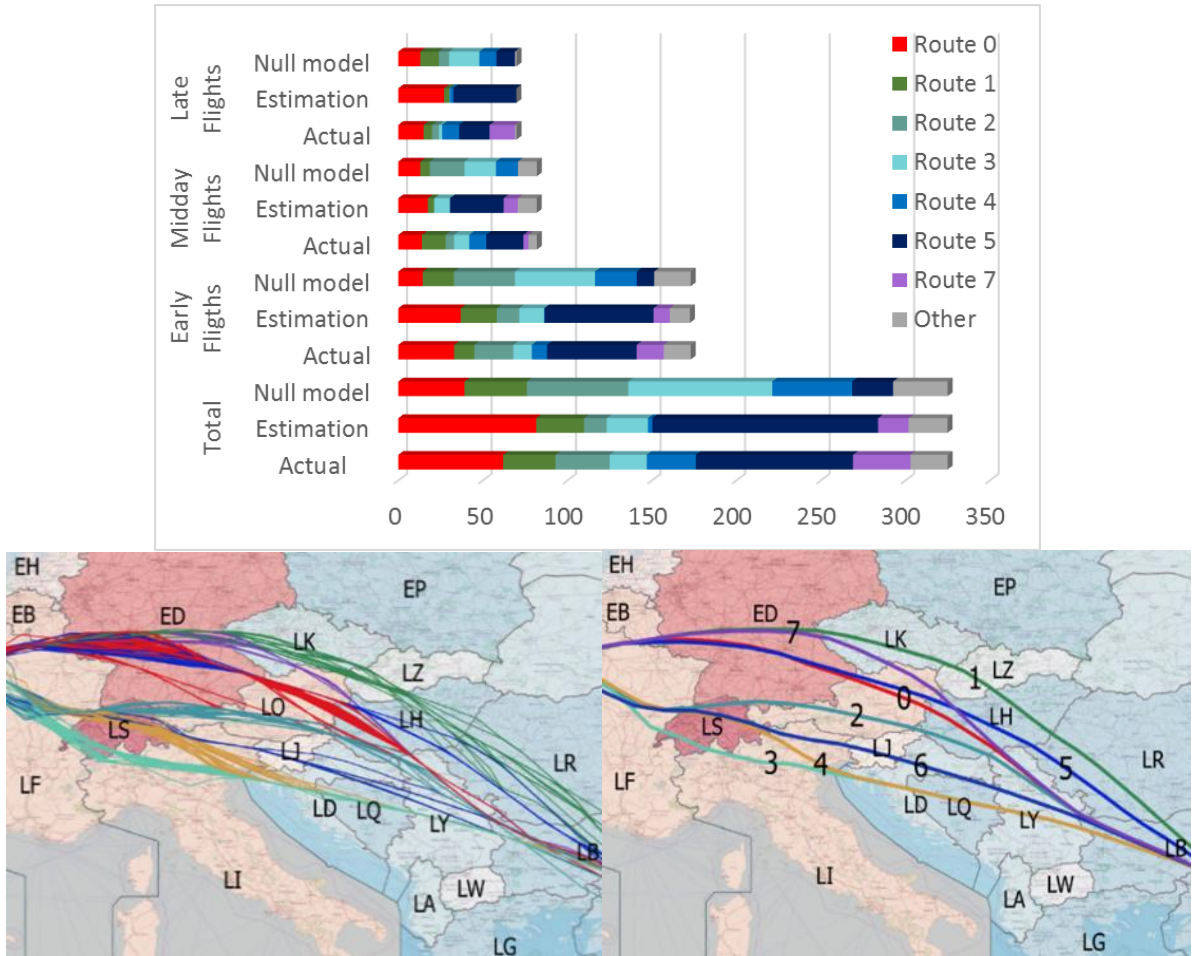 Late Flights
Null model
Estimation
Actual
Midday Flights
Null model
Estimation
Actual
Early Fligths
Null model
Estimation
Actual
Total
Null model
Estimation
Actual
0 50 100 150 200 250 300 350
Route 0
Route 1
Route 2
Route 3
Route 4
Route 5
Route 7
Other
EH
EP
EB
ED
LK
LZ
LO
LH
LS
LJ
LR
LF
LD
LQ
LY
LB
LI
LW
LA
LG
EH
EP
EB
ED
7
LK
LZ
1
0
LH
2
LS
LJ
3
4
6
5
LR
LF
LD
LQ
LY
LB
LI
LW
LA
LG